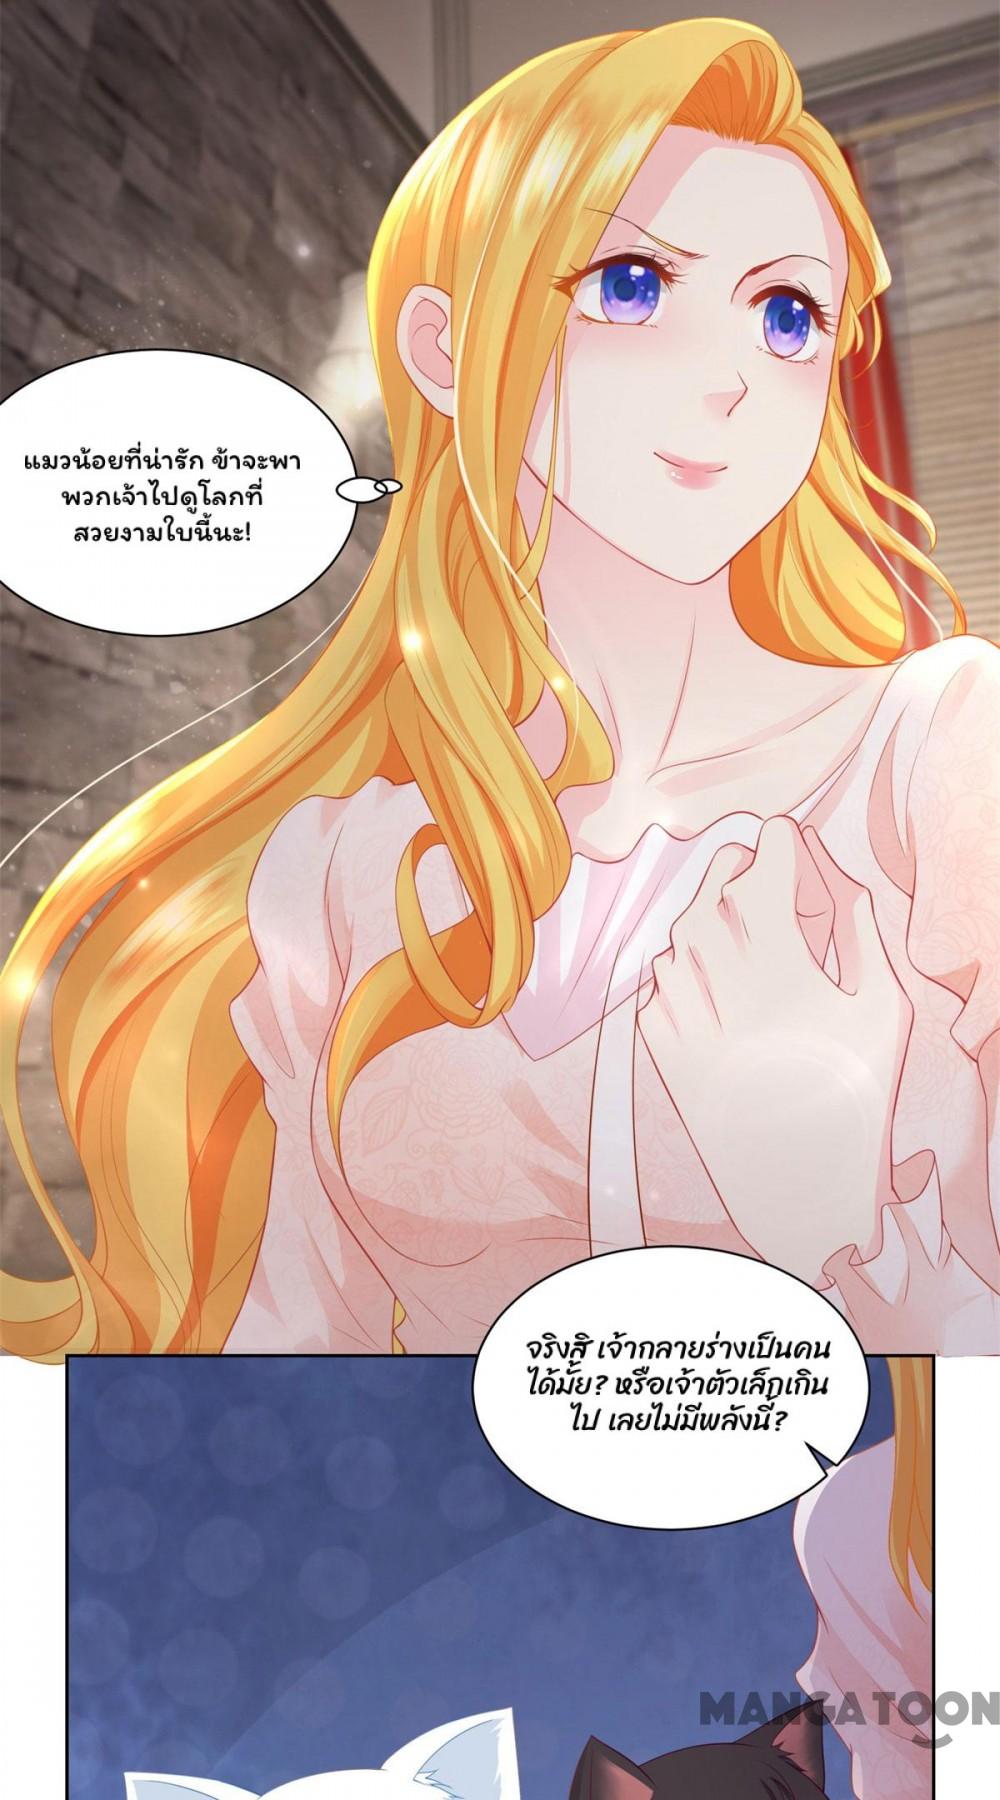 แมวน้อยที่น่ารัก ข้าจะพา
พวกเจ้าไปดูโลกที่
สวยงามใบนี้นะ!
จริงสิ เจ้ากลายร่างเป็นคน
ได้มั้ย? หรือเจ้าตัวเล็กเกิน
ไป เลยไม่มีพลังนี้?
MANGATOON